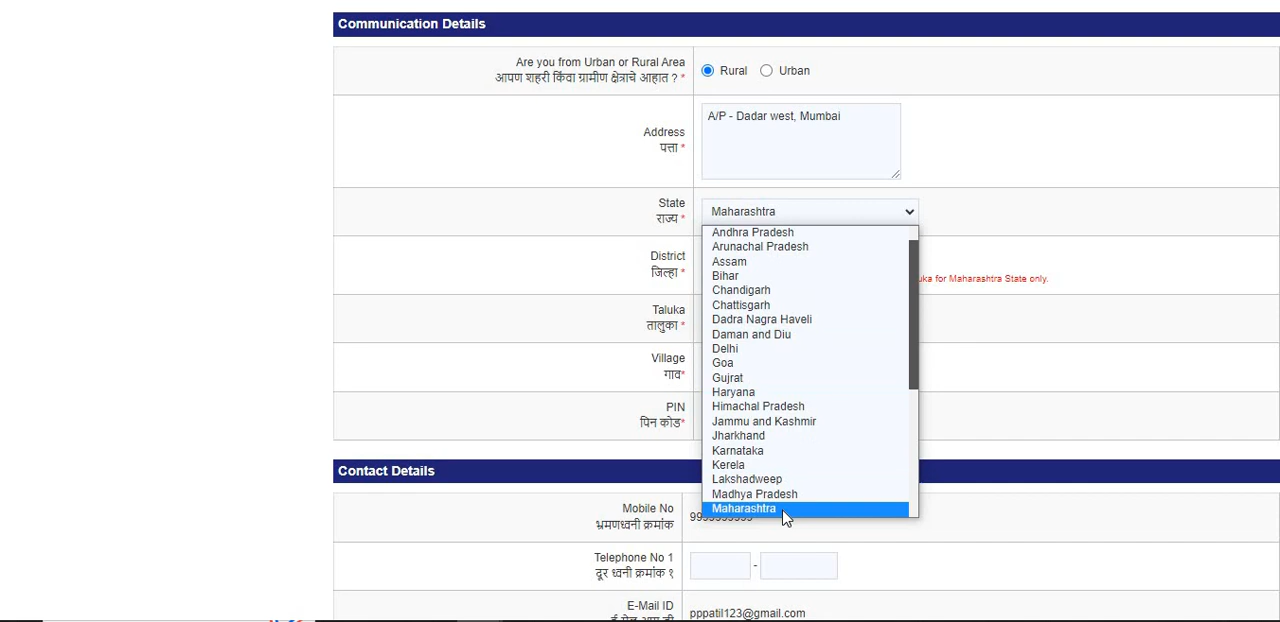 Communication Details
Are you from Urban or Rural Area
आपण शहरी किंवा ग्रामीण क्षेत्राचे आहात ? *
Rural
Urban
Address
पत्ता *
A/P - Dadar west, Mumbai
State
राज्य *
Maharashtra
Andhra Pradesh
Arunachal Pradesh
Assam
Bihar
Chandigarh
Chattisgarh
Dadra Nagra Haveli
Daman and Diu
Delhi
Goa
Gujrat
Haryana
Himachal Pradesh
Jammu and Kashmir
Jharkhand
Karnataka
Kerela
Lakshadweep
Madhya Pradesh
Maharashtra
District
जिल्हा *
for Maharashtra State only.
Taluka
तालुका *
Village
गाव*
PIN
पिन कोड*
Contact Details
Mobile No
भ्रमणध्वनी क्रमांक
Telephone No 1
दूर ध्वनी क्रमांक १
-
E-Mail ID
pppatil123@gmail.com